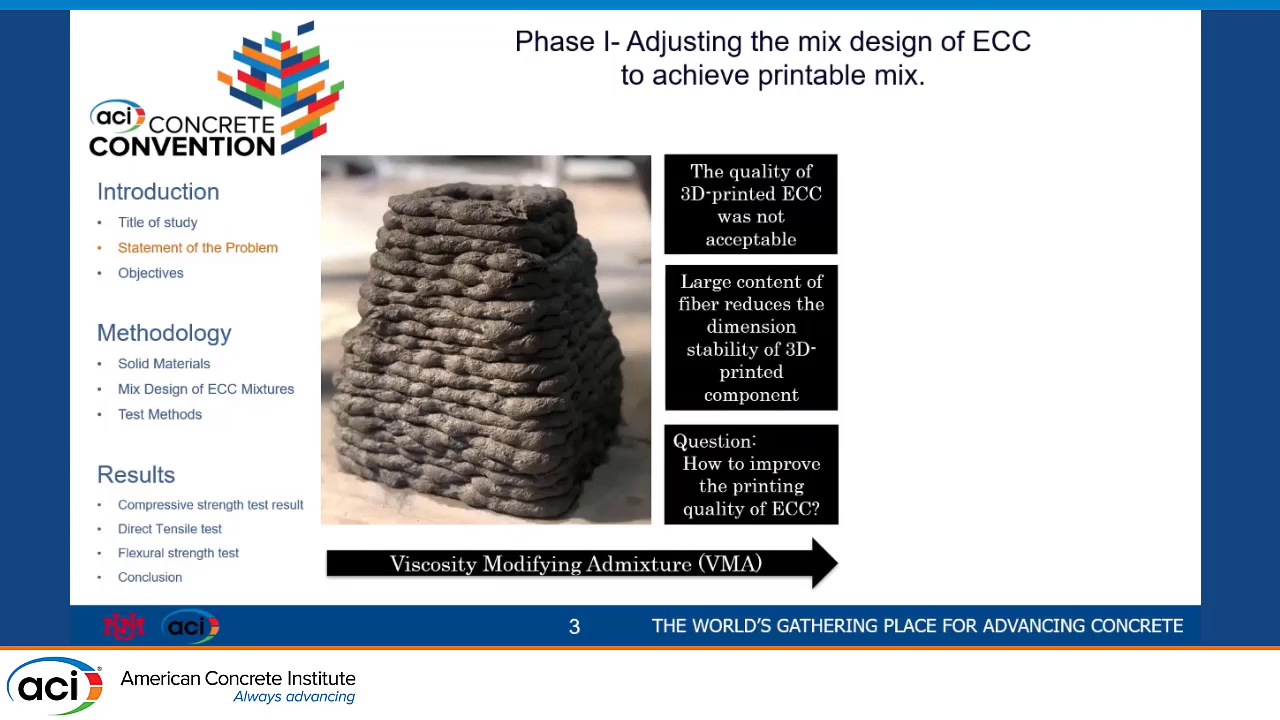 Phase I- Adjusting the mix design of ECC
to achieve printable mix.
aci CONCRETE
CONVENTION
Introduction
• Title of study
• Statement of the Problem
• Objectives
Methodology
• Solid Materials
• Mix Design of ECC Mixtures
• Test Methods
Results
• Compressive strength test result
• Direct Tensile test
• Flexural strength test
• Conclusion
The quality of
3D-printed ECC
was not
acceptable
Large content of
fiber reduces the
dimension
stability of 3D-
printed
component
Question:
How to improve
the printing
quality of ECC?
Viscosity Modifying Admixture (VMA)
NM aci
3
THE WORLD'S GATHERING PLACE FOR ADVANCING CONCRETE
aci® American Concrete Institute
Always advancing